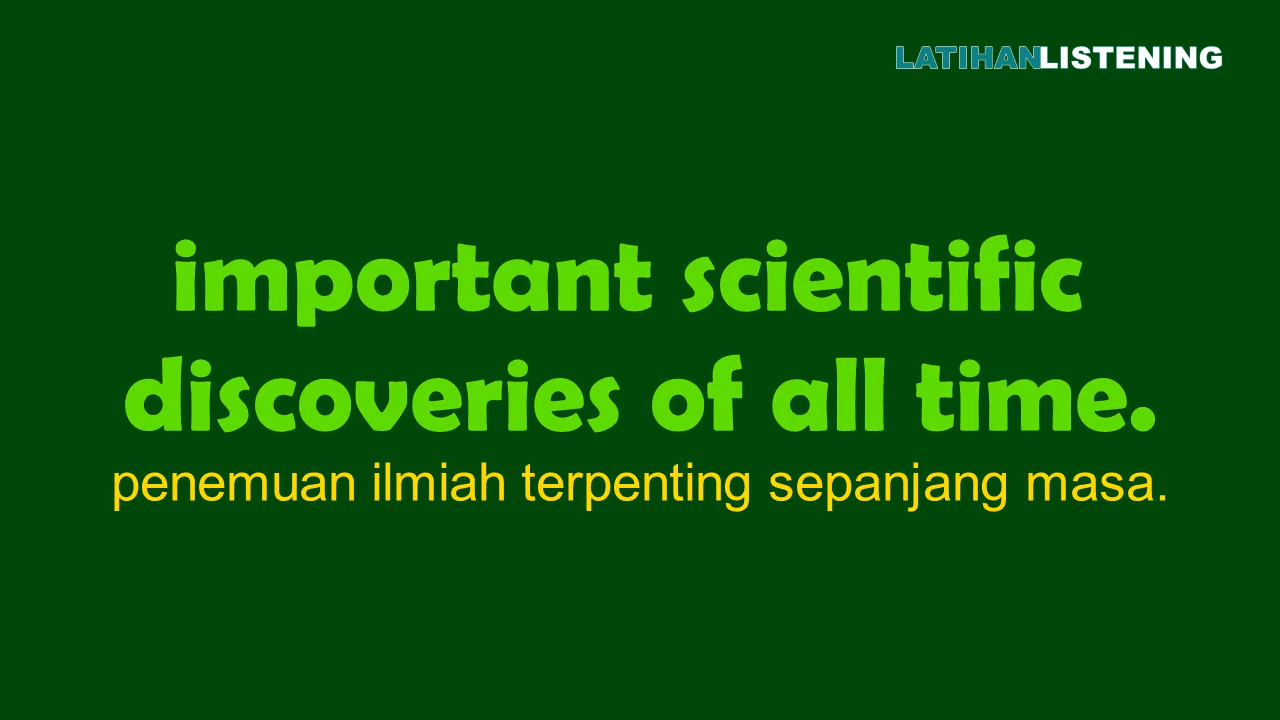 LATIHANLISTENING
important scientific
discoveries of all time.
penemuan ilmiah terpenting sepanjang masa.